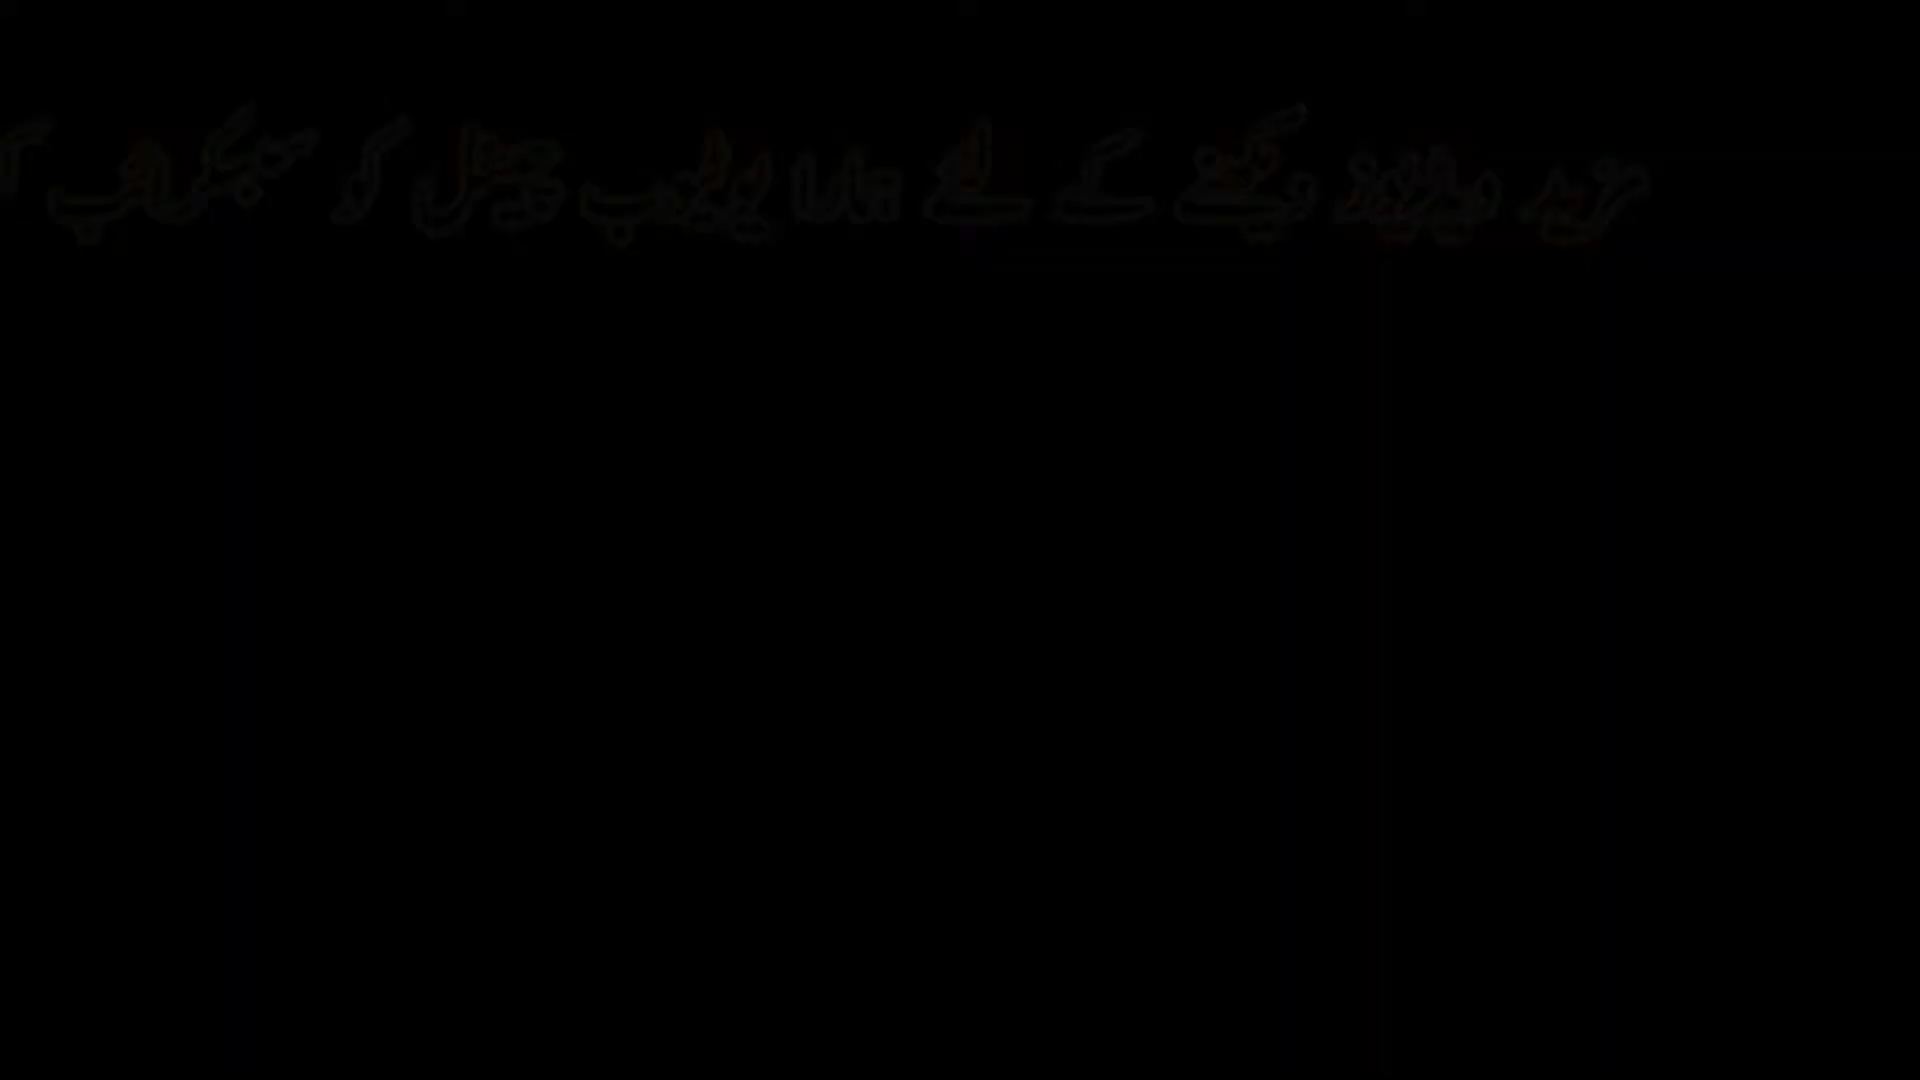 مزید ویڈیوز دیکھنے کے لئے ہمارا یوٹیوب چینل کو سبسکرائب